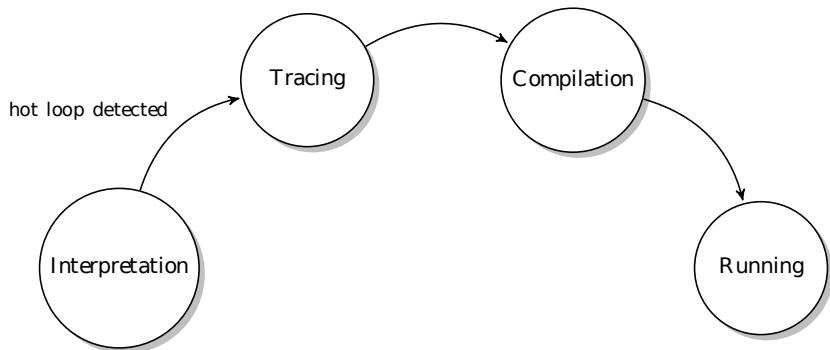 Tracing
Compilation
hot loop detected
Interpretation
Running